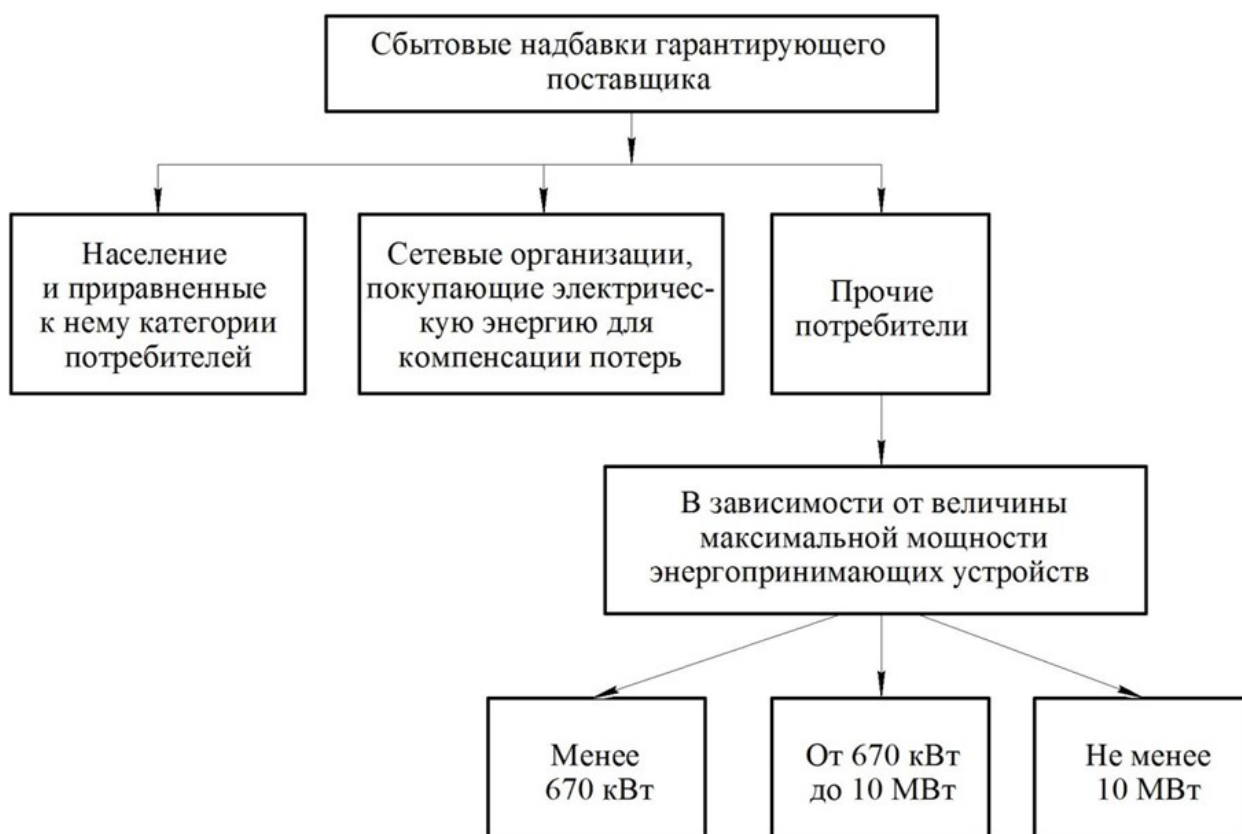 Сбытовые надбавки гарантирующего
поставщика
Население
и приравненные
к нему категории
потребителей
Сетевые организации,
покупающие электричес-
кую энергию для
компенсации потерь
Прочие
потребители
В зависимости от величины
максимальной мощности
энергопринимающих устройств
Менее
670 кВт
От 670 кВт
до 10 МВт
Не менее
10 МВт